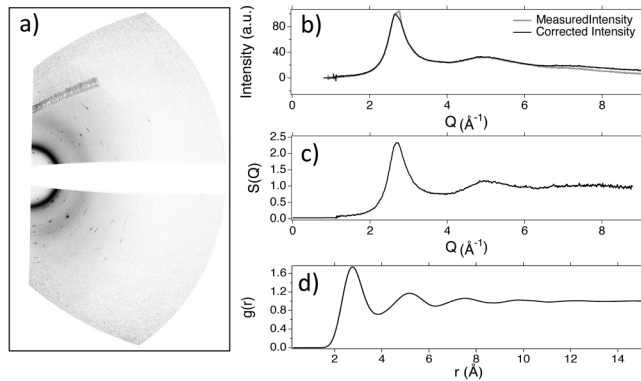 a)
b)
Intensity (a.u.)
80
40
0
MeasuredIntensity
Corrected Intensity
0 2 4 6 8
Q (Å⁻¹)
c)
S(Q)
2.5
2.0
1.5
1.0
0.5
0.0
0 2 4 6 8
Q (Å⁻¹)
d)
g(r)
1.6
1.2
0.8
0.4
0.0
2 4 6 8 10 12 14
r (Å)